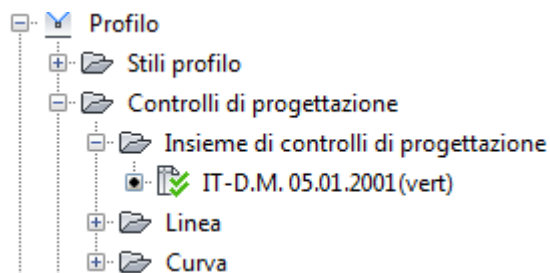 Profilo
Stili profilo
Controlli di progettazione
Insieme di controlli di progettazione
IT-D.M. 05.01.2001(vert)
Linea
Curva